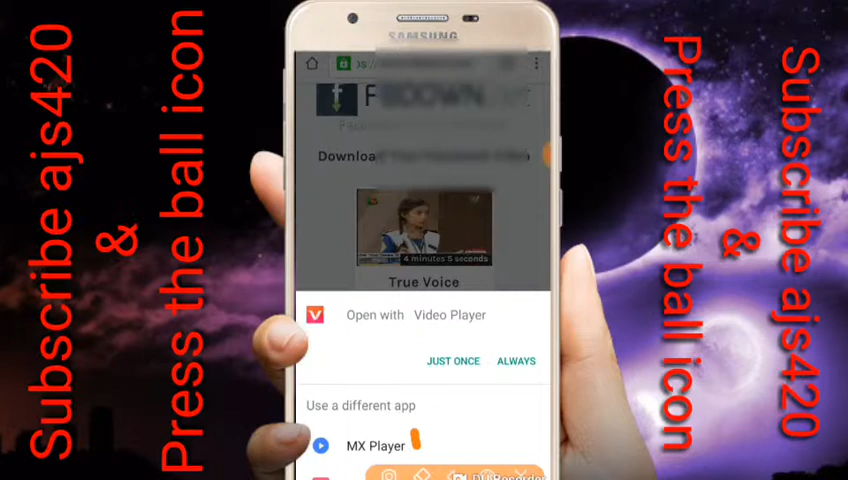 Subscribe ajs420
&
Press the ball icon
SAMSUNG
Download
4 minutes 5 seconds
True Voice
Open with Video Player
JUST ONCE ALWAYS
Use a different app
MX Player
Press the ball icon
&
Subscribe ajs420